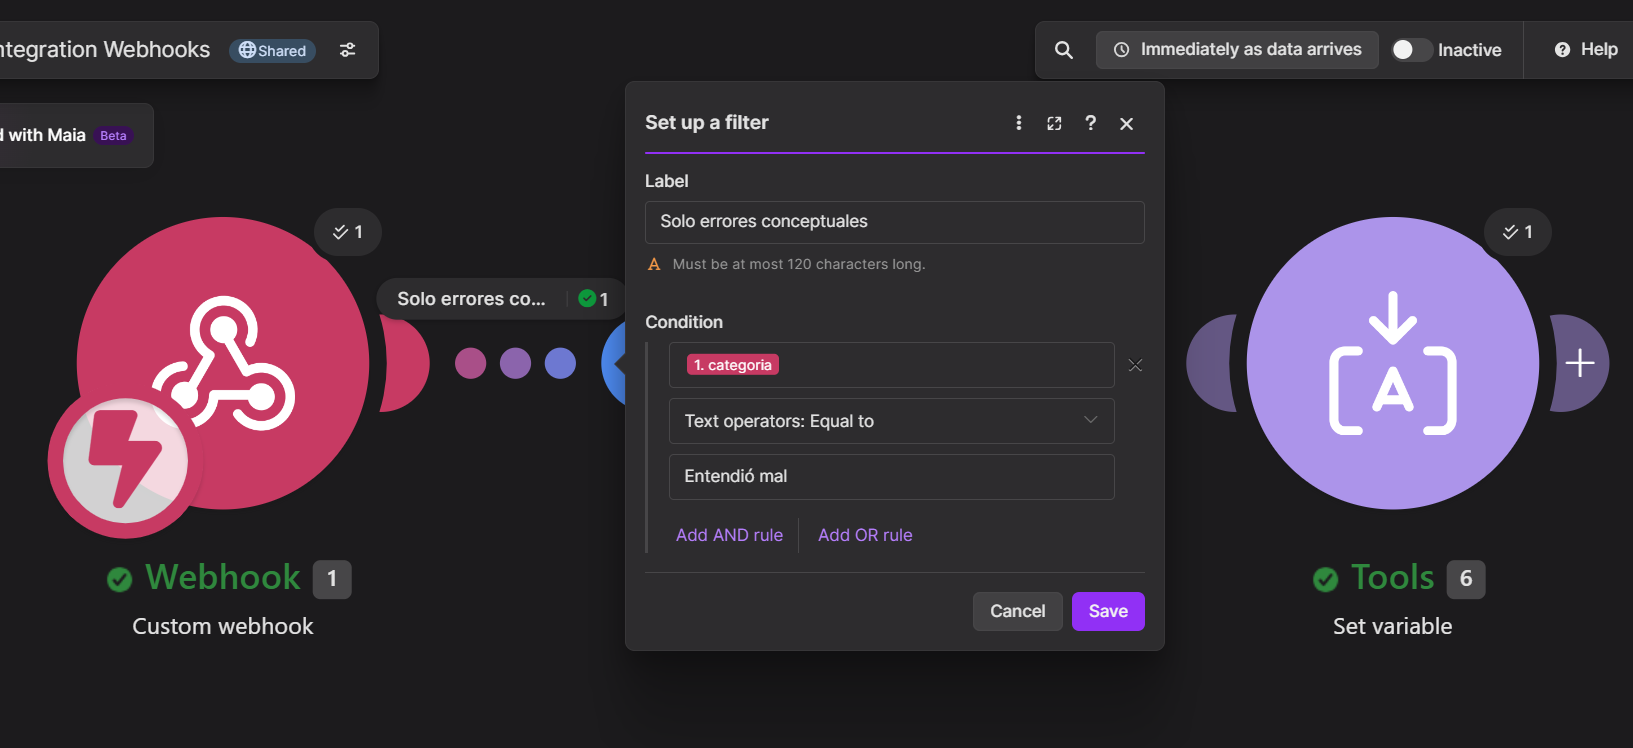 ntegration Webhooks Shared
Immediately as data arrives Inactive Help
d with Maia Beta
Set up a filter
Label
Solo errores conceptuales
Must be at most 120 characters long.
Condition
1. categoria
Text operators: Equal to
Entendió mal
Add AND rule Add OR rule
Cancel Save
1
Solo errores co... 1
Webhook 1
Custom webhook
1
A
Tools 6
Set variable